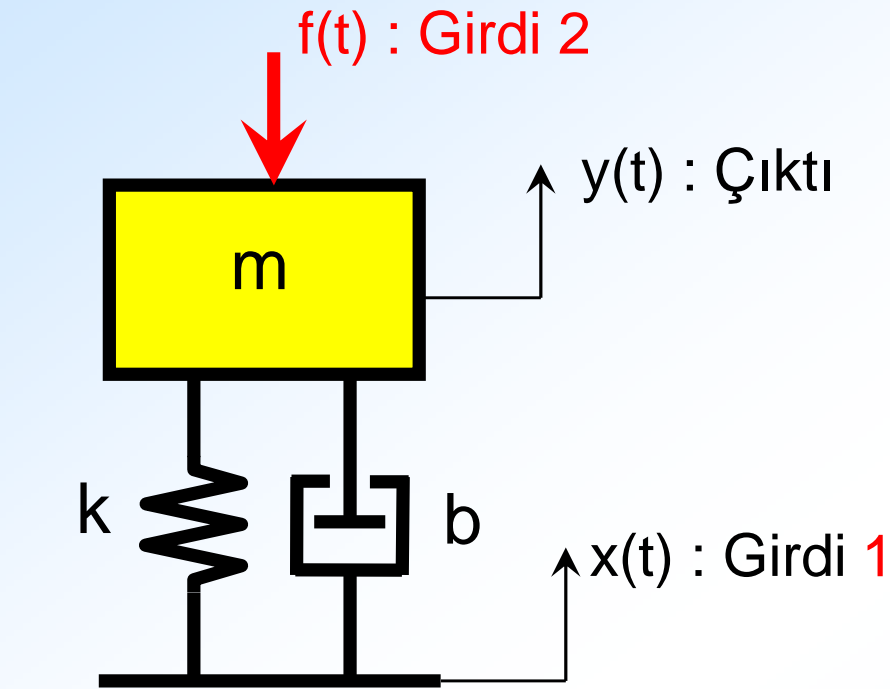 f(t) : Girdi 2
y(t) : Çıktı
m
k
b
x(t) : Girdi 1